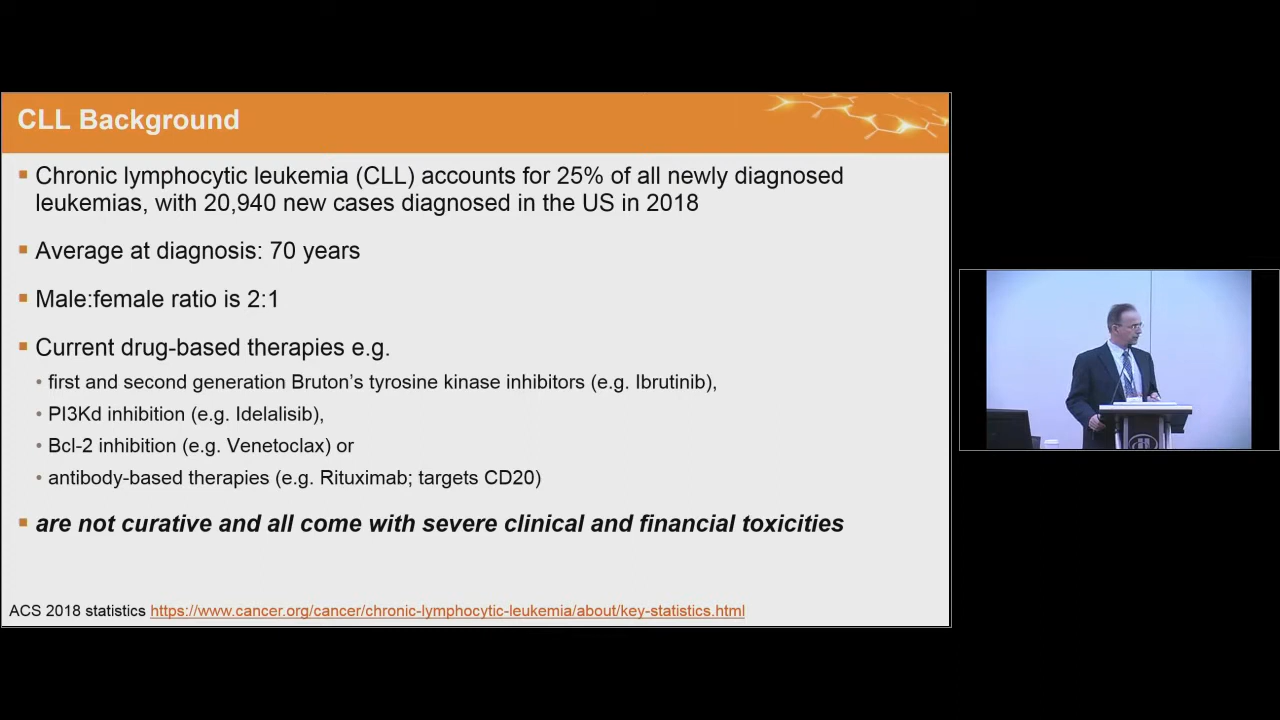 CLL Background
Chronic lymphocytic leukemia (CLL) accounts for 25% of all newly diagnosed
leukemias, with 20,940 new cases diagnosed in the US in 2018
Average at diagnosis: 70 years
Male:female ratio is 2:1
Current drug-based therapies e.g.
first and second generation Bruton’s tyrosine kinase inhibitors (e.g. Ibrutinib),
PI3Kd inhibition (e.g. Idelalisib),
Bcl-2 inhibition (e.g. Venetoclax) or
antibody-based therapies (e.g. Rituximab; targets CD20)
are not curative and all come with severe clinical and financial toxicities
ACS 2018 statistics https://www.cancer.org/cancer/chronic-lymphocytic-leukemia/about/key-statistics.html